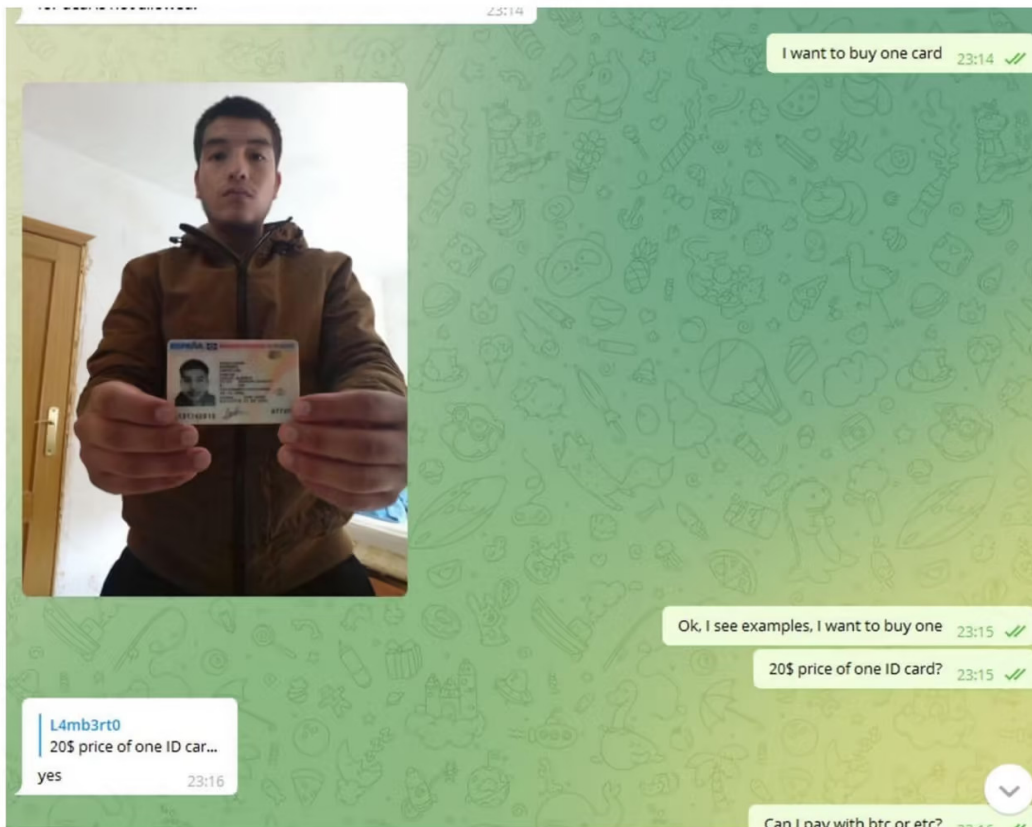 23:14
I want to buy one card 23:14
ESPAÑA
Ok, I see examples, I want to buy one 23:15
20$ price of one ID card? 23:15
L4mb3rt0
20$ price of one ID car...
yes 23:16
Can I pay with btc or etc?